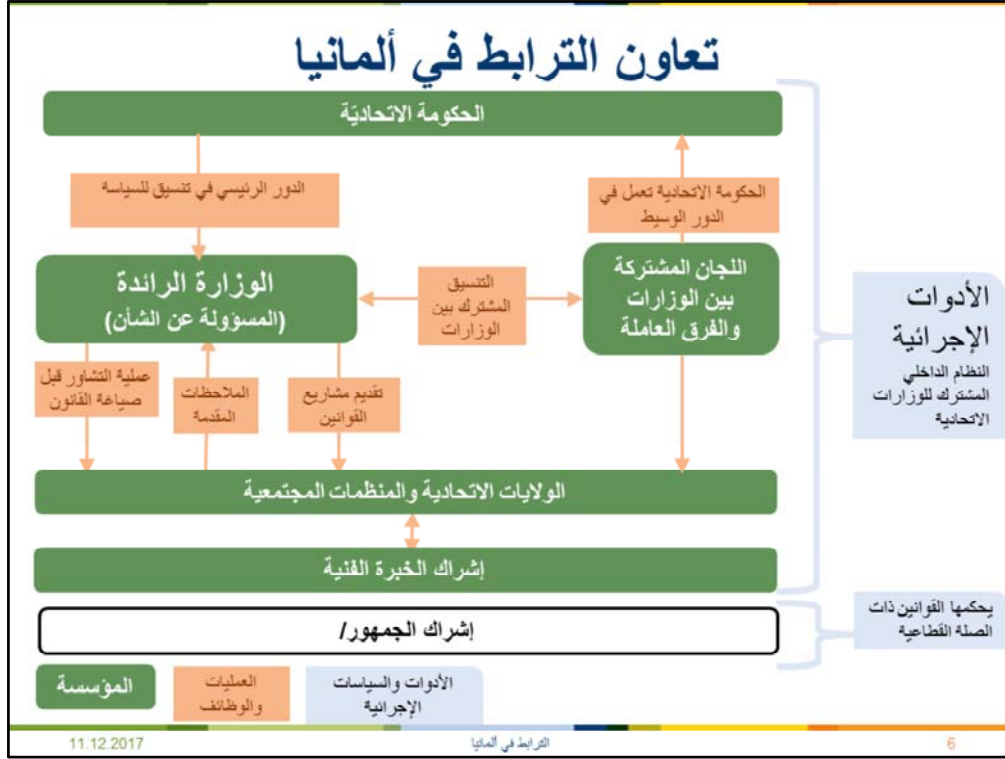 تعاون الترابط في ألمانيا
الحكومة الاتحاديّة
الدور الرئيسي في تنسيق للسياسة
الحكومة الاتحادية تعمل في
الدور الوسيط
الوزارة الرائدة
(المسؤولة عن الشأن)
التنسيق
المشترك بين
الوزارات
اللجان المشتركة
بين الوزارات
والفرق العاملة
عملية التشاور قبل
صياغة القانون
الملاحظات
المقدمة
تقديم مشاريع
القوانين
الولايات الاتحادية والمنظمات المجتمعية
إشراك الخبرة الفنية
إشراك الجمهور/
الأدوات
الإجرائية
النظام الداخلي
المشترك للوزارات
الاتحادية
يحكمها القوانين ذات
الصلة القطاعية
المؤسسة
العمليات
والوظائف
الأدوات والسياسات
الإجرائية
11.12.2017
الترابط في ألمانيا
6